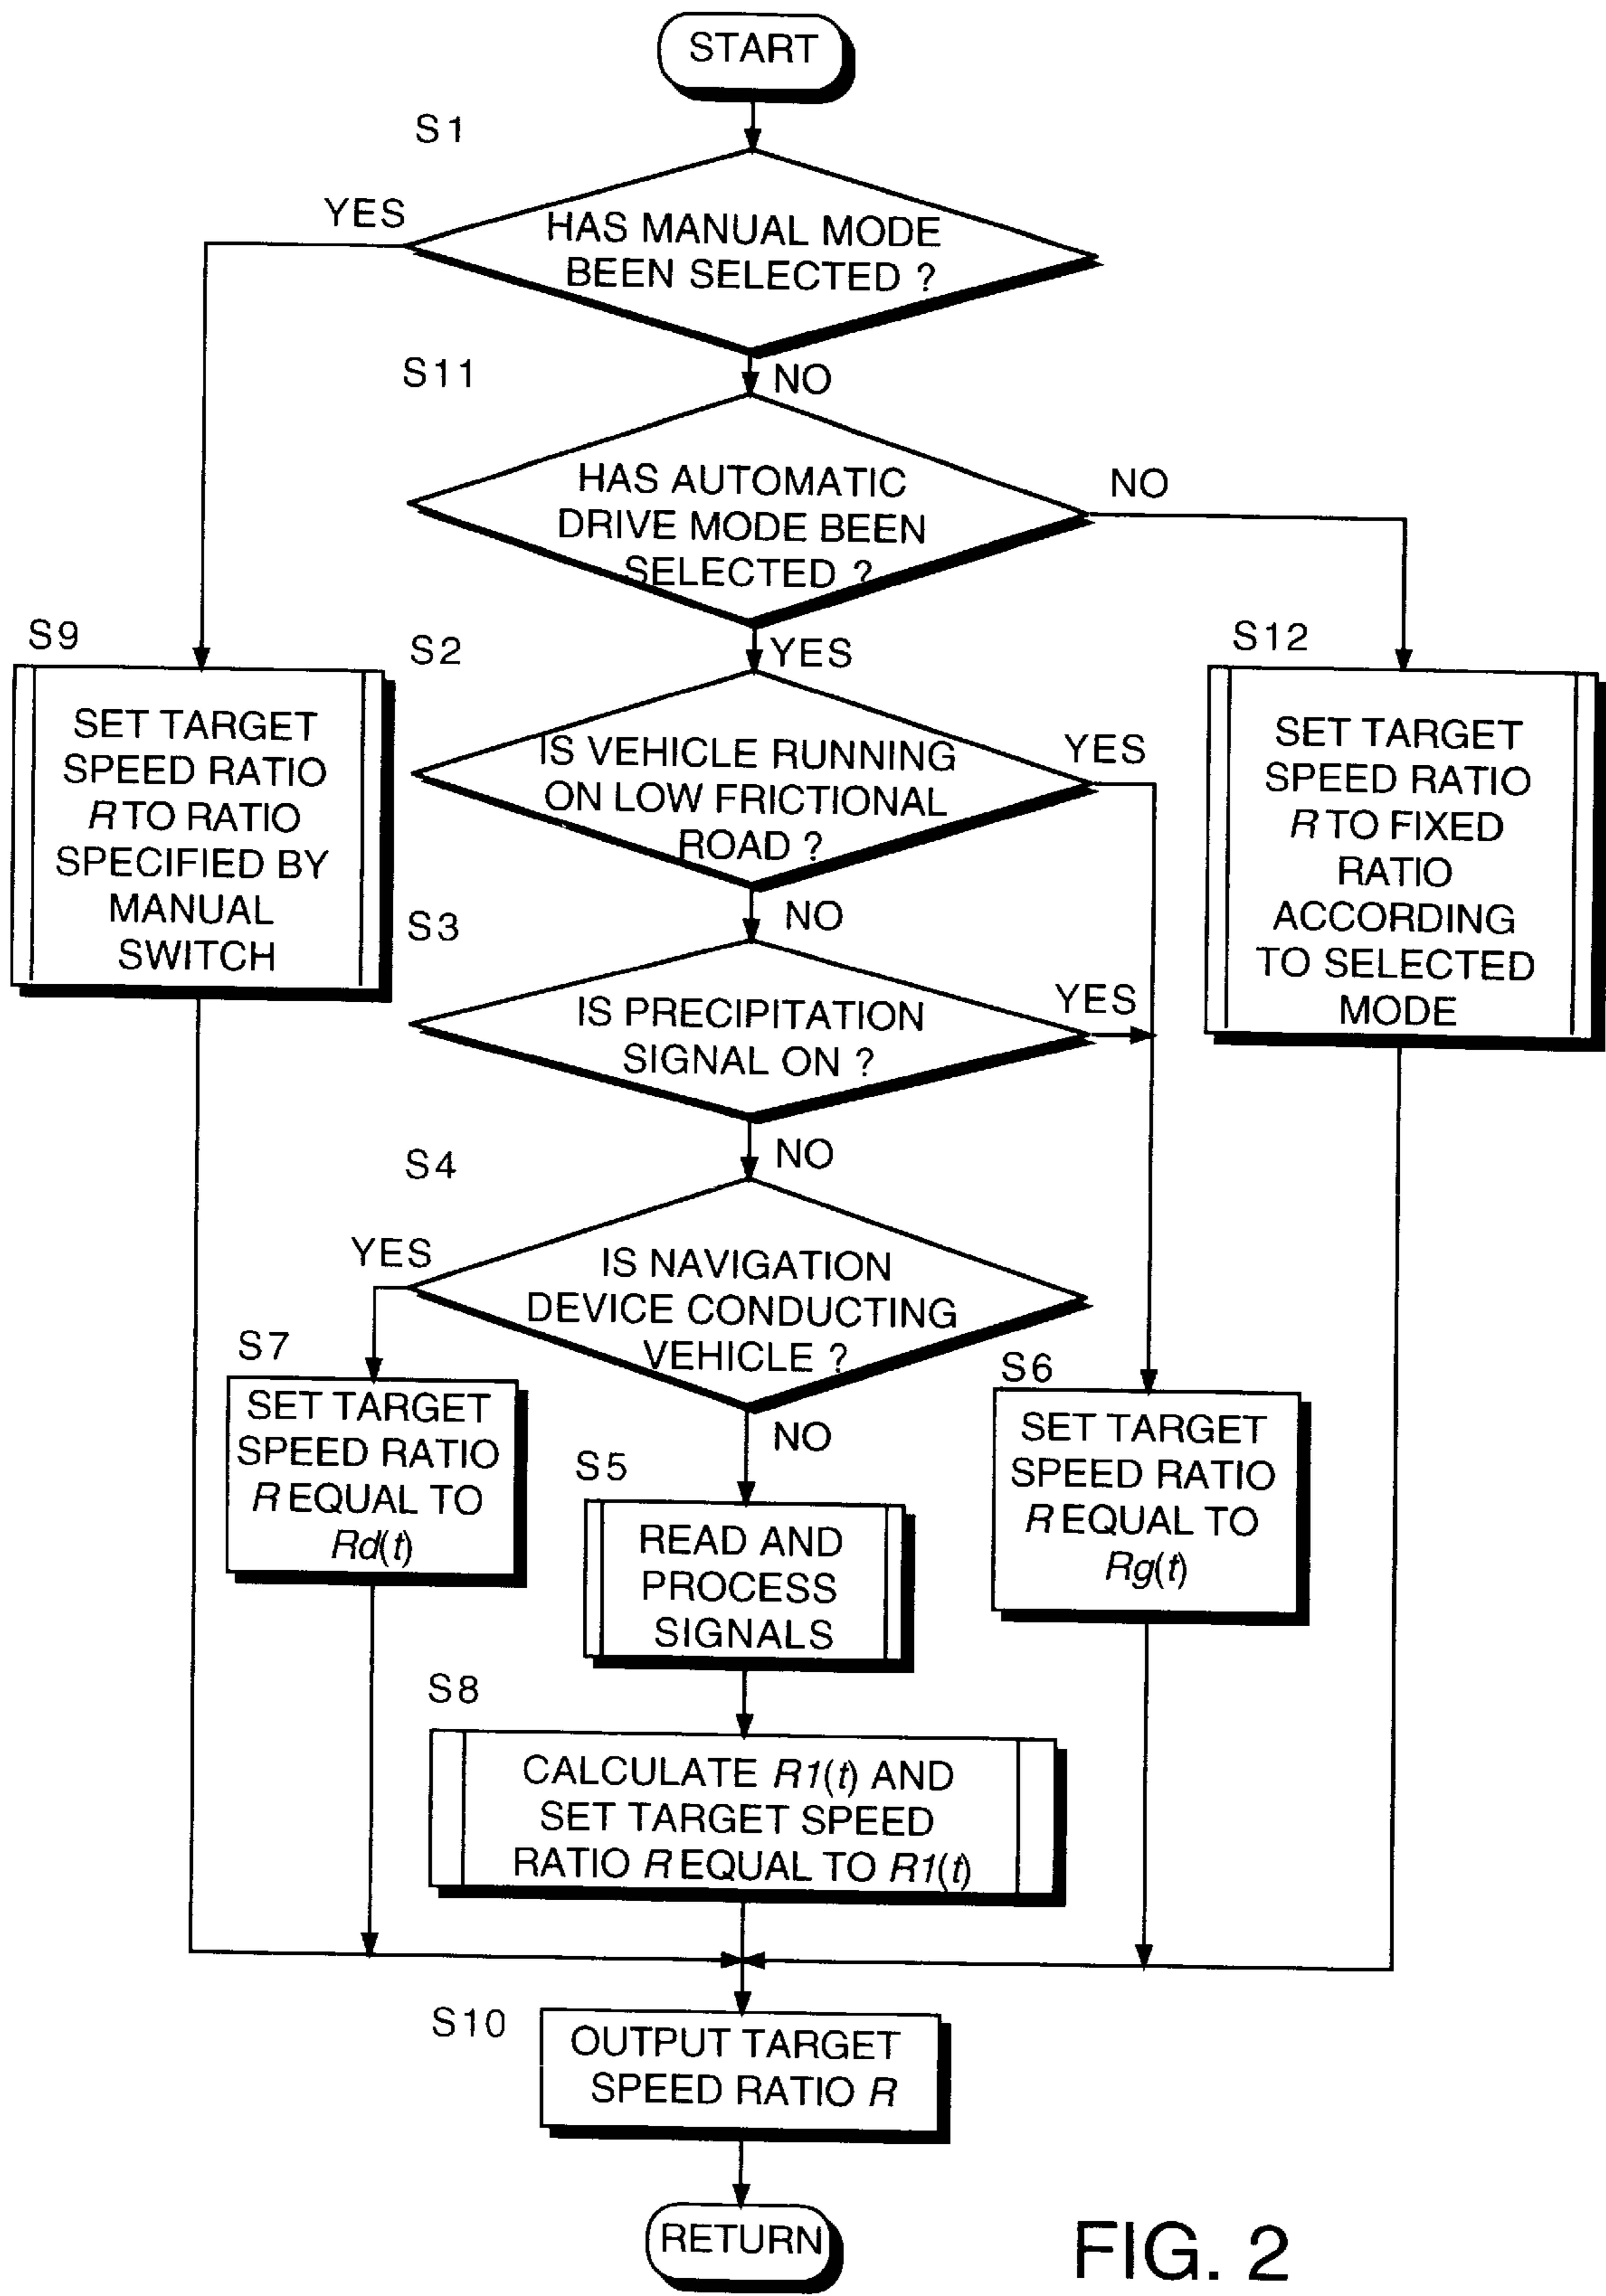 START
S1
YES
HAS MANUAL MODE
BEEN SELECTED ?
NO
S11
HAS AUTOMATIC
DRIVE MODE BEEN
SELECTED ?
NO
YES
S9
SET TARGET
SPEED RATIO
R TO RATIO
SPECIFIED BY
MANUAL
SWITCH
S2
IS VEHICLE RUNNING
ON LOW FRICTIONAL
ROAD ?
YES
NO
S12
SET TARGET
SPEED RATIO
R TO FIXED
RATIO
ACCORDING
TO SELECTED
MODE
S3
IS PRECIPITATION
SIGNAL ON ?
YES
NO
S4
YES
IS NAVIGATION
DEVICE CONDUCTING
VEHICLE ?
NO
S7
SET TARGET
SPEED RATIO
R EQUAL TO
Rd(t)
S5
READ AND
PROCESS
SIGNALS
S6
SET TARGET
SPEED RATIO
R EQUAL TO
Rg(t)
S8
CALCULATE R1(t) AND
SET TARGET SPEED
RATIO R EQUAL TO R1(t)
S10
OUTPUT TARGET
SPEED RATIO R
RETURN
FIG. 2